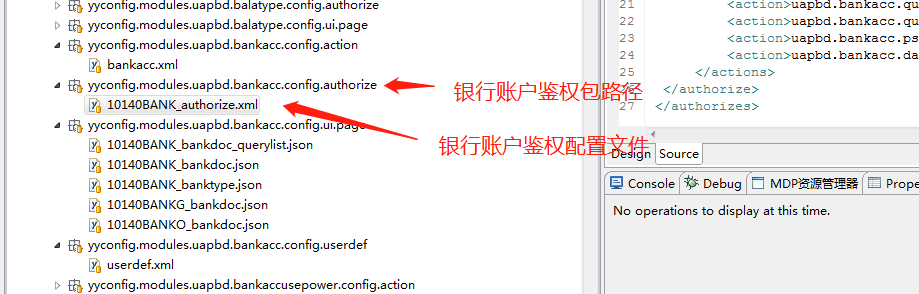 yyconfig.modules.uapbd.balatype.config.authorize
yyconfig.modules.uapbd.balatype.config.ui.page
yyconfig.modules.uapbd.bankacc.config.action
bankacc.xml
yyconfig.modules.uapbd.bankacc.config.authorize
10140BANK_authorize.xml
yyconfig.modules.uapbd.bankacc.config.ui.page
10140BANK_bankdoc_querylist.json
10140BANK_bankdoc.json
10140BANK_banktype.json
10140BANKG_bankdoc.json
10140BANKO_bankdoc.json
yyconfig.modules.uapbd.bankacc.config.userdef
userdef.xml
yyconfig.modules.uapbd.bankaccusepower.config.action
银行账户鉴权包路径
银行账户鉴权配置文件
21 <action>uapbd.bankacc.qu
22 <action>uapbd.bankacc.qu
23 <action>uapbd.bankacc.ps
24 <action>uapbd.bankacc.da
25 </actions>
26 </authorize>
27 </authorizes>
Design Source
Console Debug MDP资源管理器 Prope
No operations to display at this time.